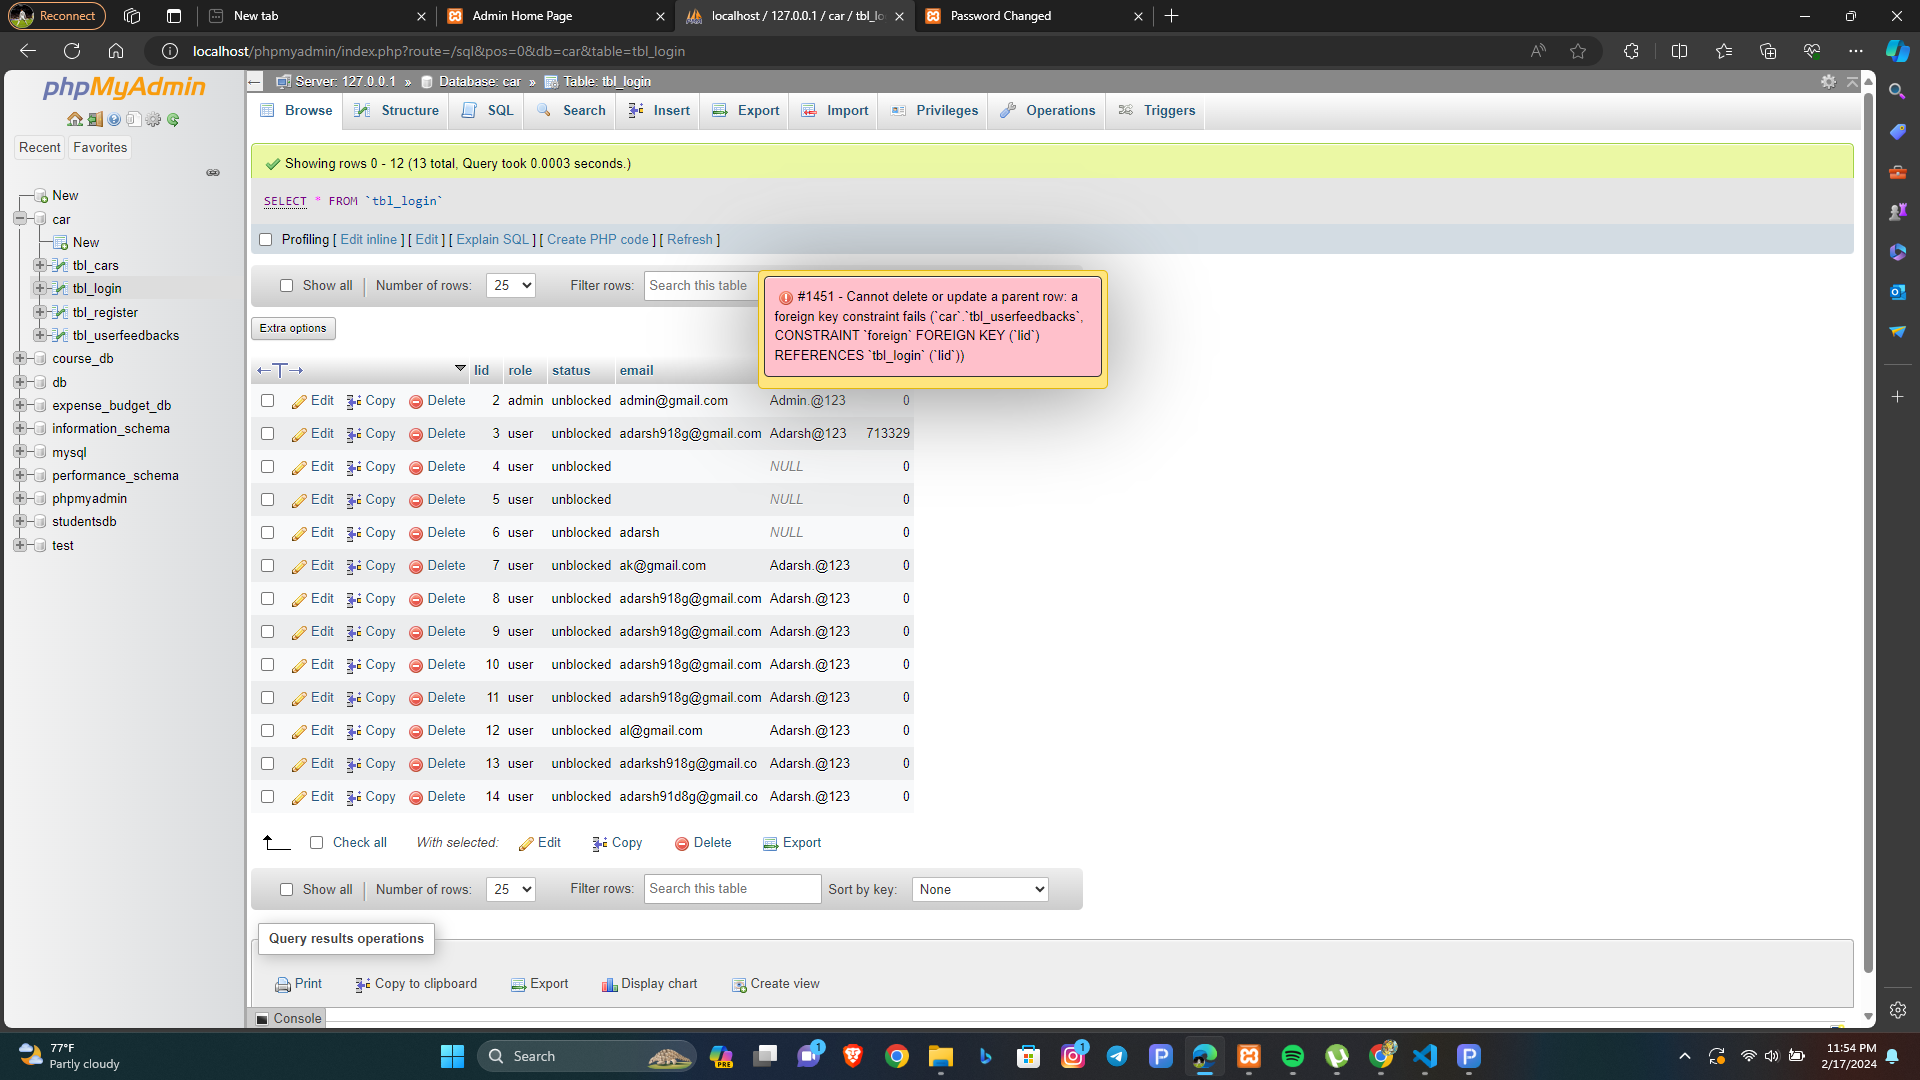 Reconnect
New tab
Admin Home Page
localhost / 127.0.0.1 / car / tbl_lo
Password Changed
localhost/phpmyadmin/index.php?route=/sql&pos=0&db=car&table=tbl_login
phpMyAdmin
Recent Favorites
New
car
New
tbl_cars
tbl_login
tbl_register
tbl_userfeedbacks
course_db
db
expense_budget_db
information_schema
mysql
performance_schema
phpmyadmin
studentsdb
test
Server: 127.0.0.1 » Database: car » Table: tbl_login
Browse Structure SQL Search Insert Export Import Privileges Operations Triggers
Showing rows 0 - 12 (13 total, Query took 0.0003 seconds.)
SELECT * FROM `tbl_login`
Profiling [ Edit inline ] [ Edit ] [ Explain SQL ] [ Create PHP code ] [ Refresh ]
Show all Number of rows: 25 Filter rows: Search this table
#1451 - Cannot delete or update a parent row: a
foreign key constraint fails (`car`.`tbl_userfeedbacks`,
CONSTRAINT `foreign` FOREIGN KEY (`lid`)
REFERENCES `tbl_login` (`lid`))
Extra options
←T→ lid role status email
Edit Copy Delete 2 admin unblocked admin@gmail.com Admin.@123 0
Edit Copy Delete 3 user unblocked adarsh918g@gmail.com Adarsh@123 713329
Edit Copy Delete 4 user unblocked NULL 0
Edit Copy Delete 5 user unblocked NULL 0
Edit Copy Delete 6 user unblocked adarsh NULL 0
Edit Copy Delete 7 user unblocked ak@gmail.com Adarsh.@123 0
Edit Copy Delete 8 user unblocked adarsh918g@gmail.com Adarsh.@123 0
Edit Copy Delete 9 user unblocked adarsh918g@gmail.com Adarsh.@123 0
Edit Copy Delete 10 user unblocked adarsh918g@gmail.com Adarsh.@123 0
Edit Copy Delete 11 user unblocked adarsh918g@gmail.com Adarsh.@123 0
Edit Copy Delete 12 user unblocked al@gmail.com Adarsh.@123 0
Edit Copy Delete 13 user unblocked adarksh918g@gmail.co Adarsh.@123 0
Edit Copy Delete 14 user unblocked adarsh91d8g@gmail.co Adarsh.@123 0
Check all With selected: Edit Copy Delete Export
Show all Number of rows: 25 Filter rows: Search this table Sort by key: None
Query results operations
Print Copy to clipboard Export Display chart Create view
Console
77°F
Partly cloudy
Search
PRE
1
1
11:54 PM
2/17/2024